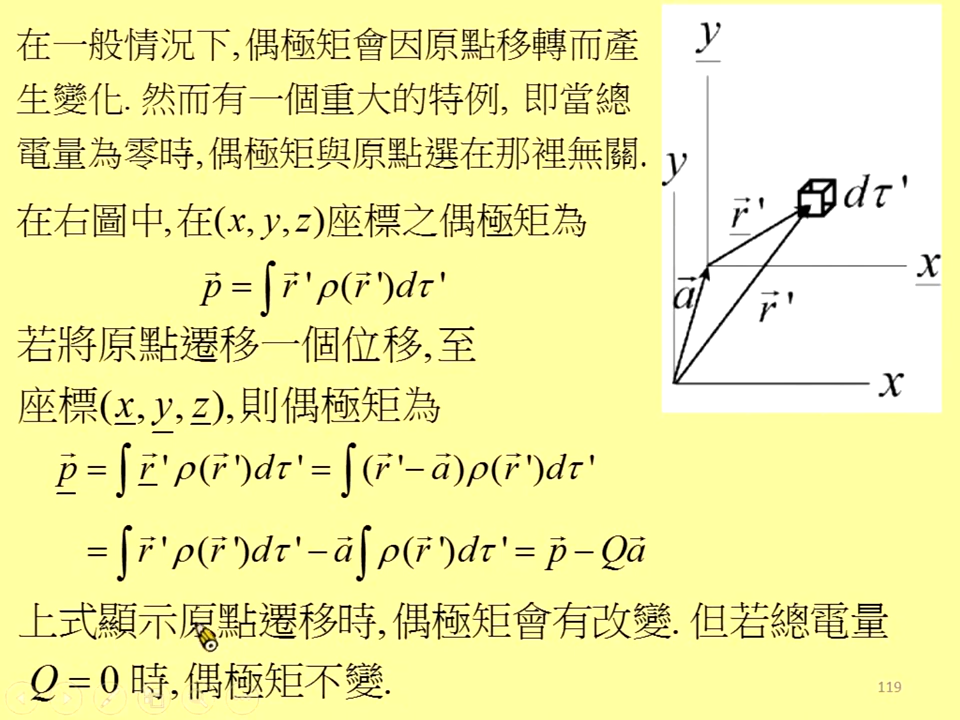 在一般情況下, 偶極矩會因原點移轉而產
生變化. 然而有一個重大的特例, 即當總
電量為零時, 偶極矩與原點選在那裡無關.
在右圖中, 在(x, y, z)座標之偶極矩為
p⃗ = ∫ r⃗ ' ρ(r⃗ ')dτ '
若將原點遷移一個位移, 至
座標(x̲, y̲, z̲), 則偶極矩為
p̲⃗ = ∫ r̲⃗ ' ρ(r⃗ ')dτ ' = ∫ (r⃗ '− a⃗)ρ(r⃗ ')dτ '
= ∫ r⃗ ' ρ(r⃗ ')dτ '− a⃗∫ ρ(r⃗ ')dτ ' = p⃗ − Qa⃗
上式顯示原點遷移時, 偶極矩會有改變. 但若總電量
Q = 0 時, 偶極矩不變.
y̲
y
r̲⃗ '
dτ '
x̲
a⃗
r⃗ '
x
119